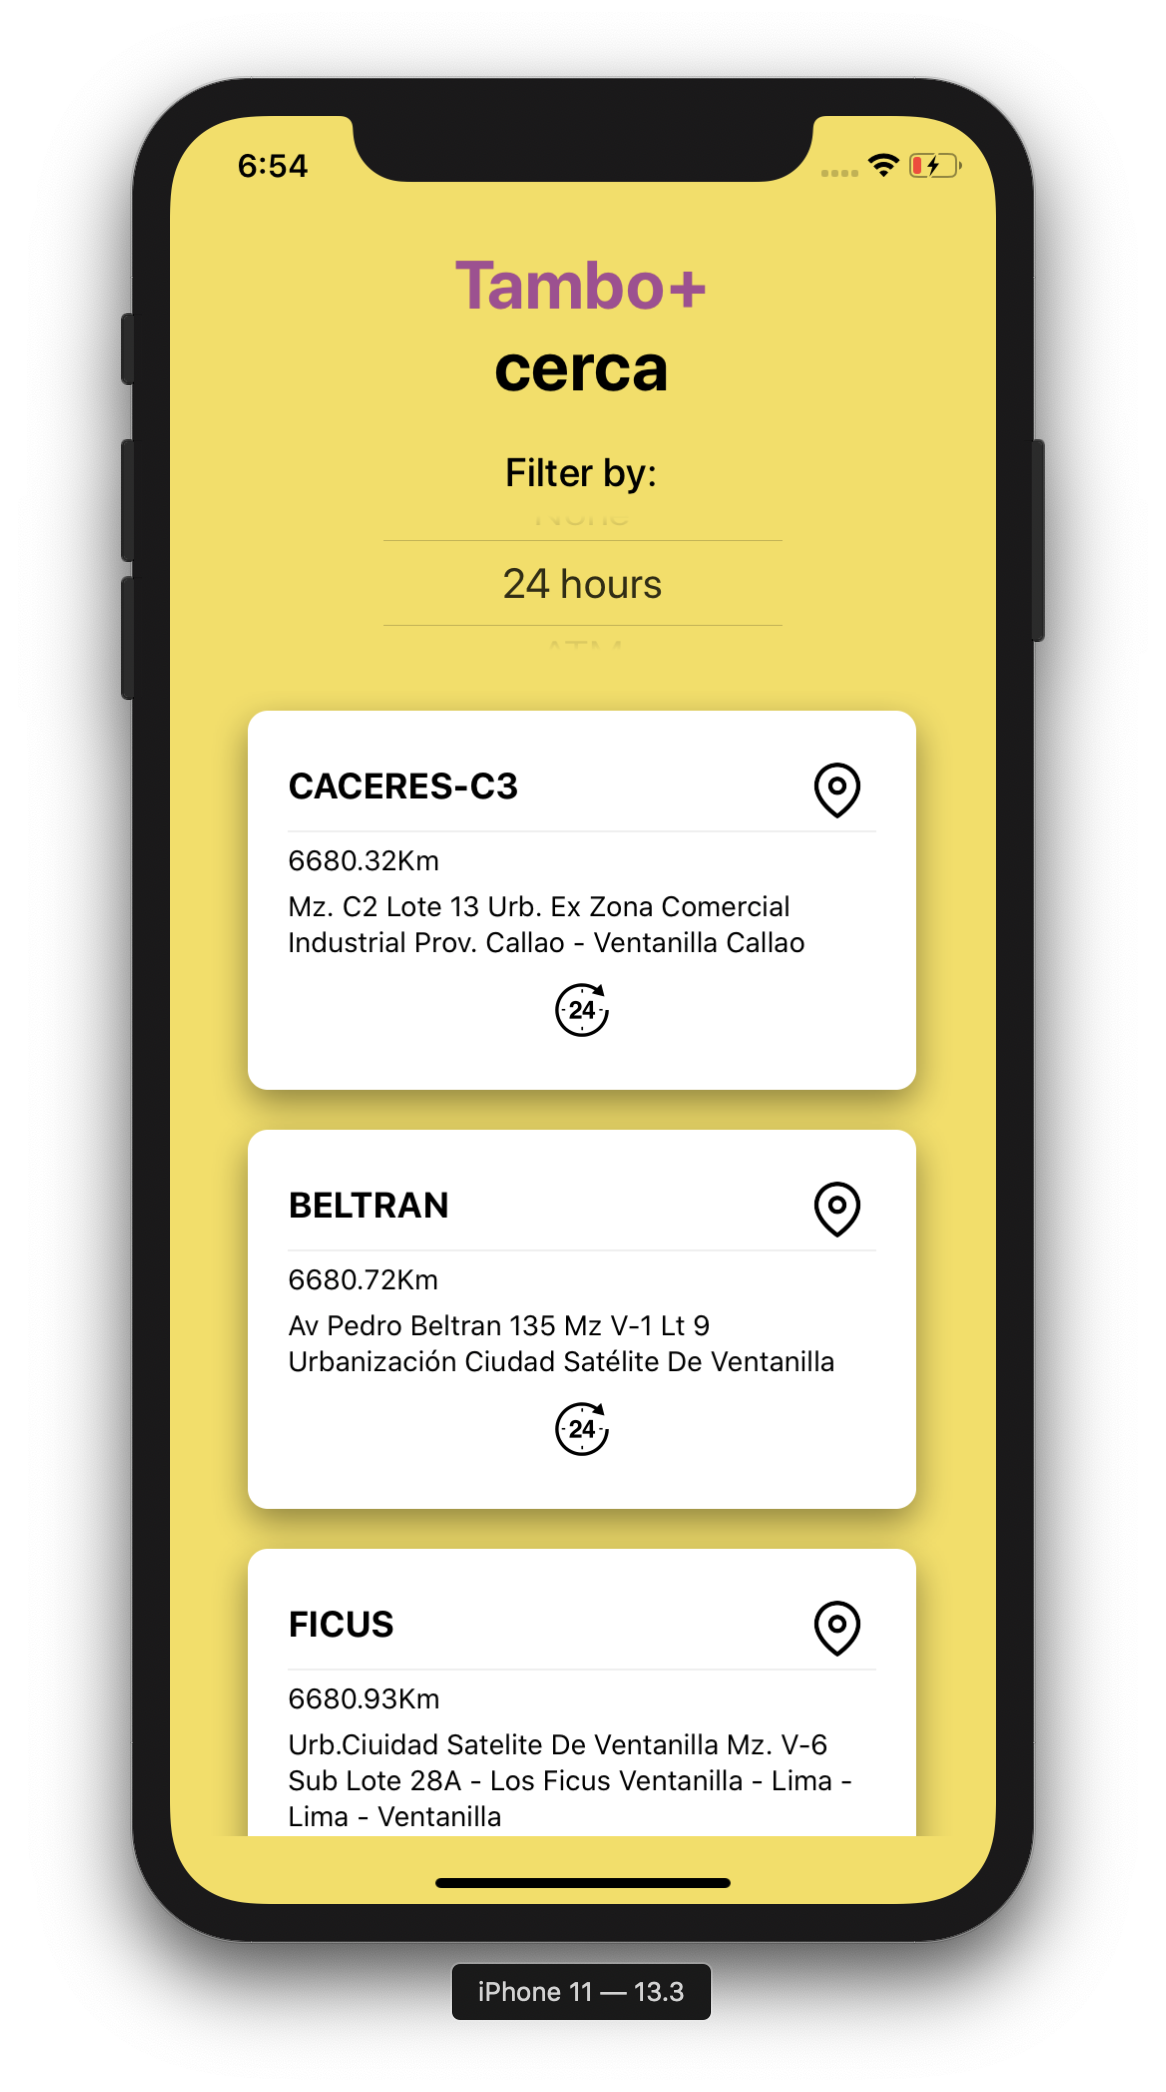 6:54
Tambo+
cerca
Filter by:
None
24 hours
ATM
CACERES-C3
6680.32Km
Mz. C2 Lote 13 Urb. Ex Zona Comercial
Industrial Prov. Callao - Ventanilla Callao
24
BELTRAN
6680.72Km
Av Pedro Beltran 135 Mz V-1 Lt 9
Urbanización Ciudad Satélite De Ventanilla
24
FICUS
6680.93Km
Urb.Ciuidad Satelite De Ventanilla Mz. V-6
Sub Lote 28A - Los Ficus Ventanilla - Lima -
Lima - Ventanilla
iPhone 11 — 13.3